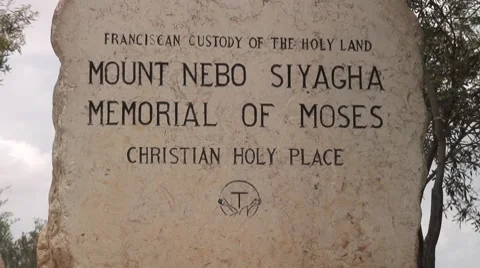 FRANCISCAN CUSTODY OF THE HOLY LAND
MOUNT NEBO SIYAGHA
MEMORIAL OF MOSES
CHRISTIAN HOLY PLACE